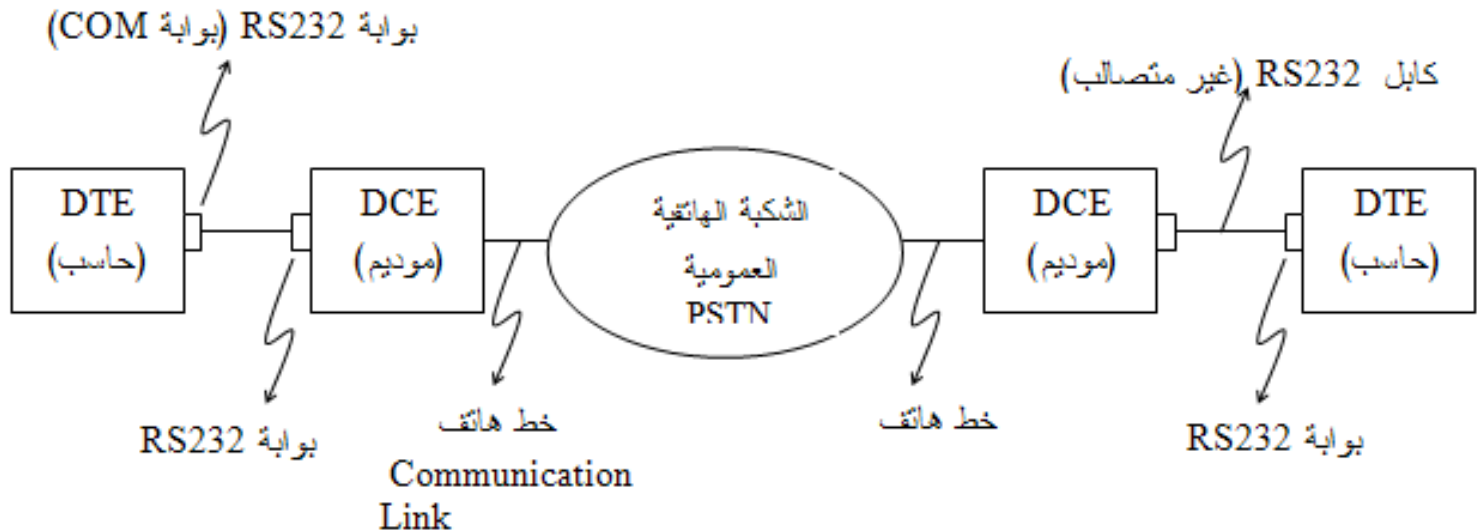 بوابة RS232 (بوابة COM)
كابل RS232 (غير متصالب)
DTE
(حاسب)
DCE
(موديم)
الشكبة الهاتفية
العمومية
PSTN
DCE
(موديم)
DTE
(حاسب)
بوابة RS232
خط هاتف
Communication
Link
خط هاتف
بوابة RS232